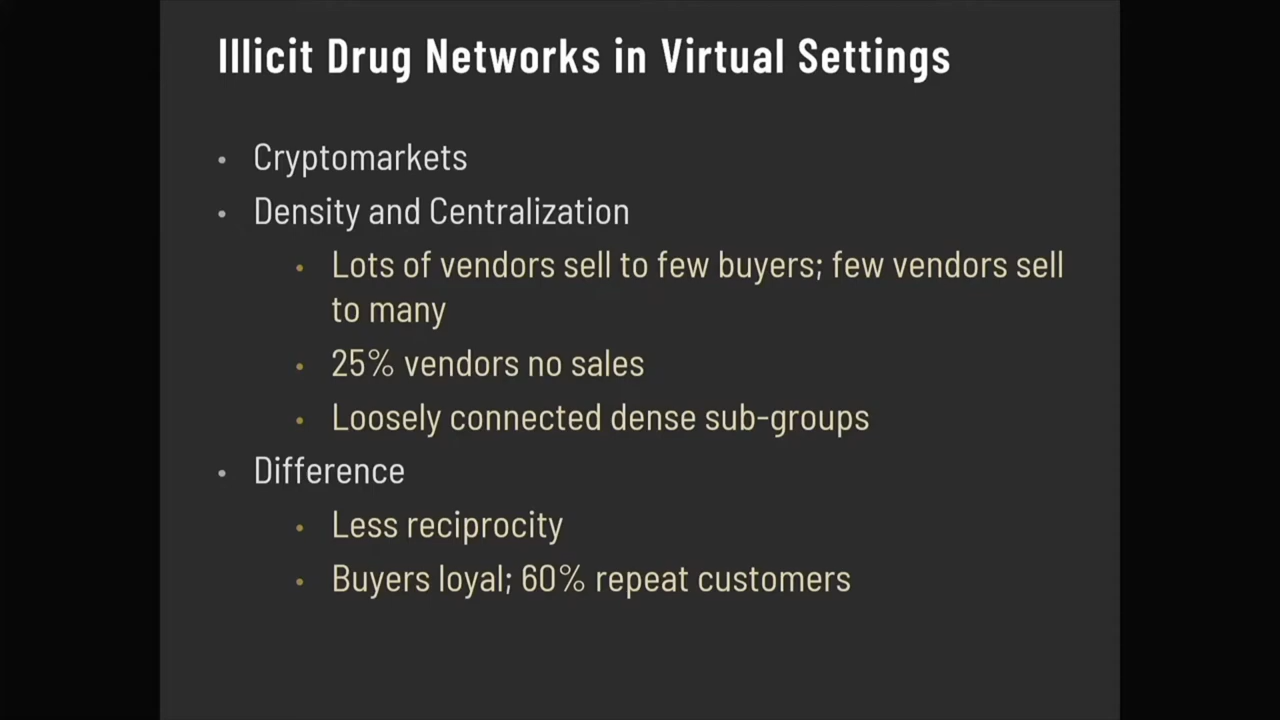 Illicit Drug Networks in Virtual Settings
• Cryptomarkets
• Density and Centralization
• Lots of vendors sell to few buyers; few vendors sell
to many
• 25% vendors no sales
• Loosely connected dense sub-groups
• Difference
• Less reciprocity
• Buyers loyal; 60% repeat customers